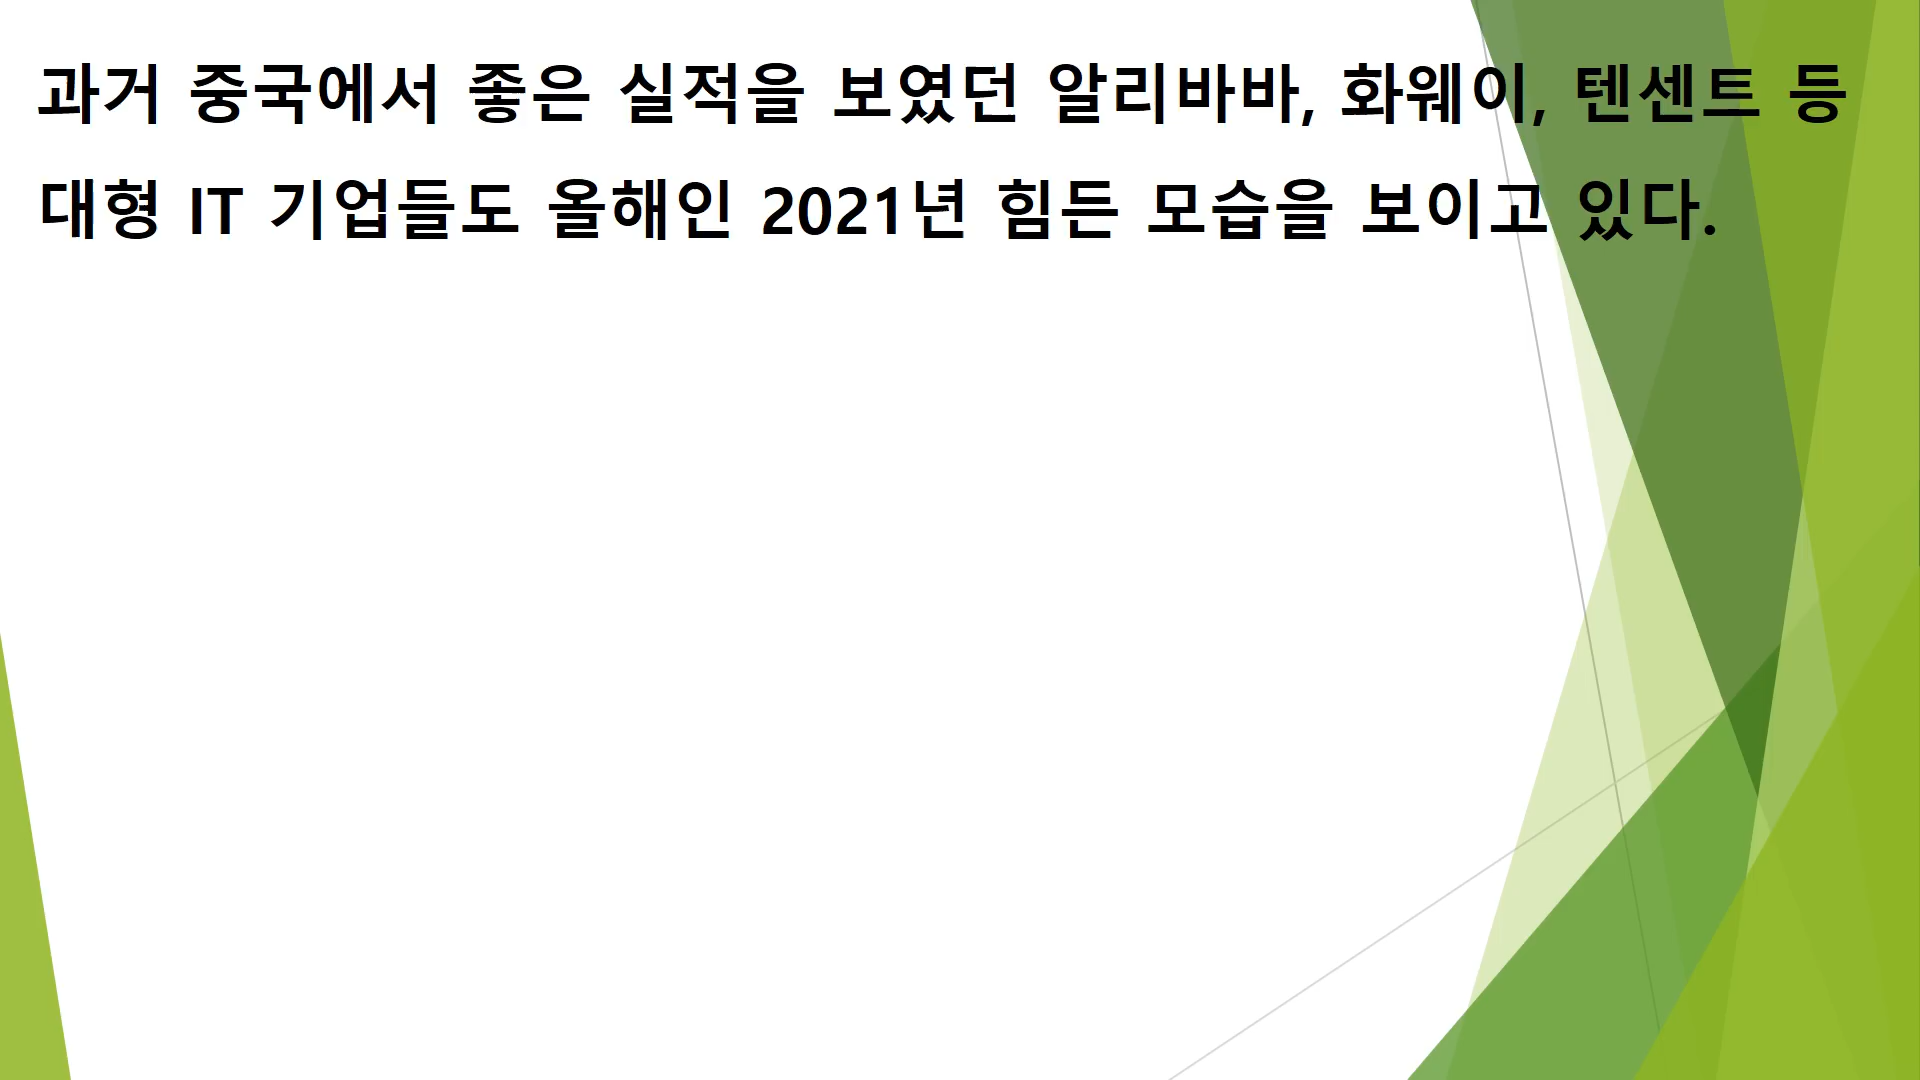 과거 중국에서 좋은 실적을 보였던 알리바바, 화웨이, 텐센트 등
대형 IT 기업들도 올해인 2021년 힘든 모습을 보이고 있다.